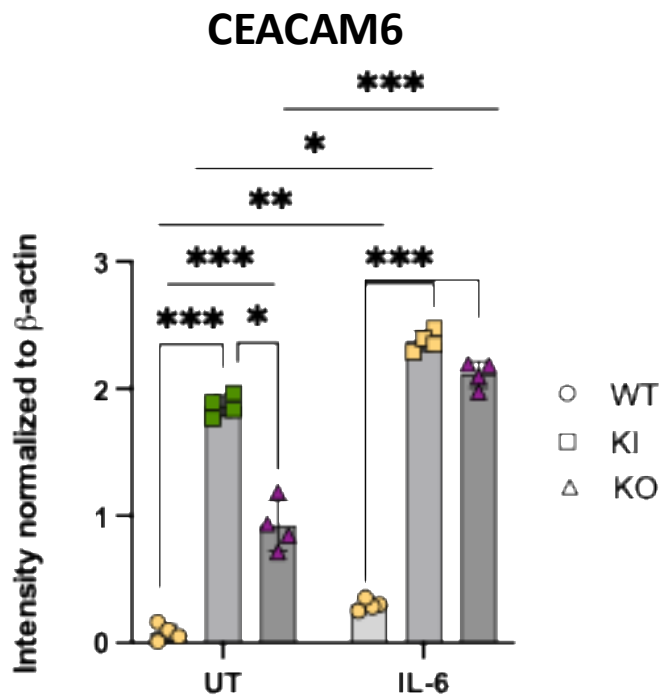 CEACAM6
***
*
**
***
***
***
*
Intensity normalized to β-actin
3
2
1
0
UT
IL-6
WT
KI
KO